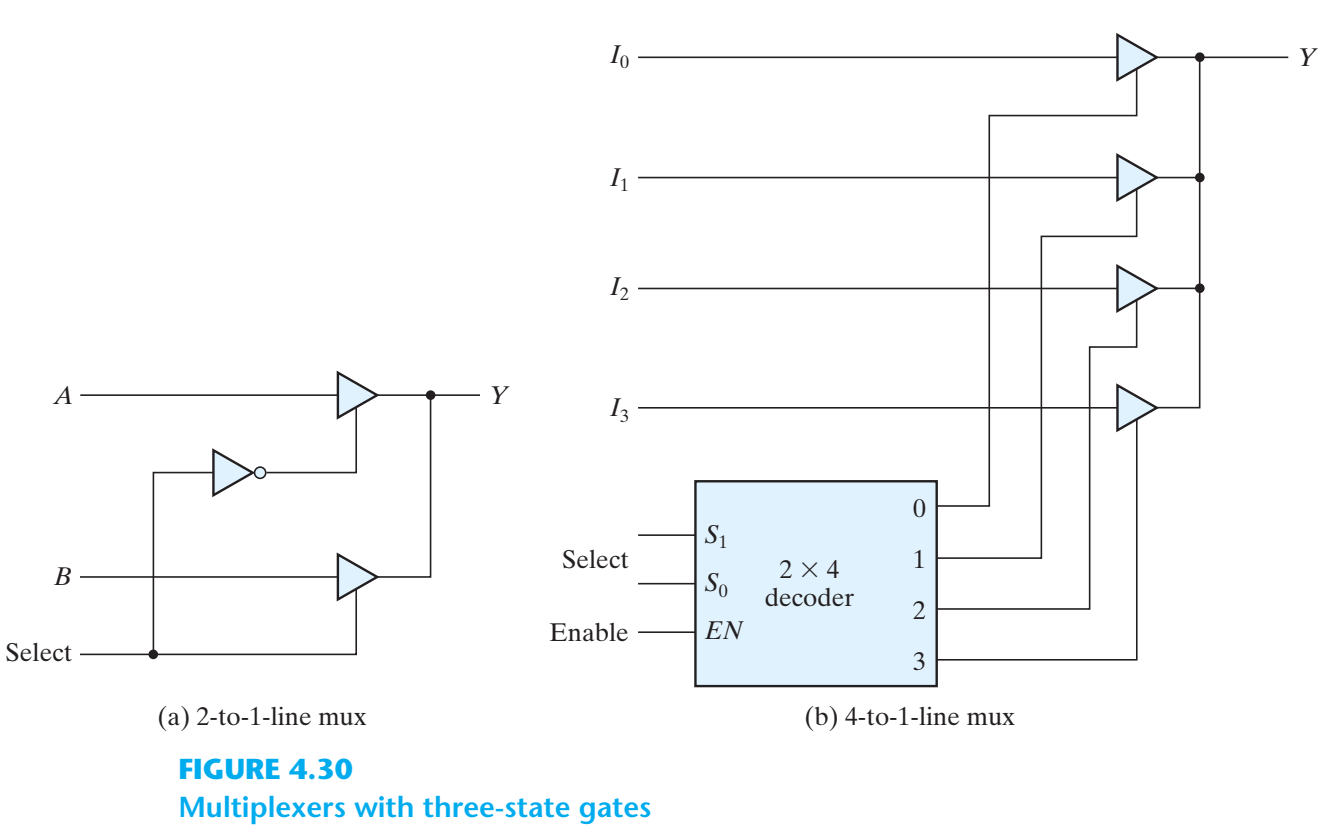 I0
Y
I1
I2
A
Y
I3
0
S1
Select
1
2 × 4
S0
decoder
B
2
Enable
EN
Select
3
(a) 2-to-1-line mux
(b) 4-to-1-line mux
FIGURE 4.30
Multiplexers with three-state gates